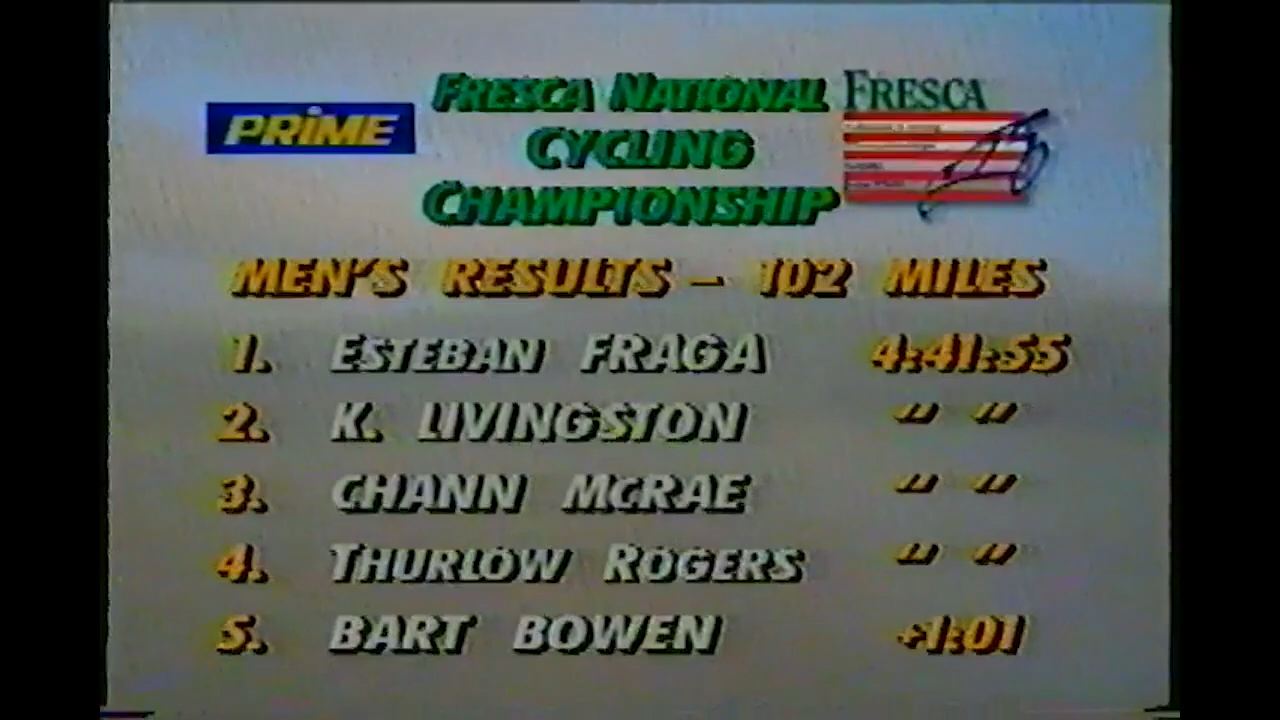 PRIME
FRESCA NATIONAL
CYCLING
CHAMPIONSHIP
FRESCA
MEN'S RESULTS – 102 MILES
1. ESTEBAN FRAGA 4:41:55
2. K. LIVINGSTON " "
3. CHANN McRAE " "
4. THURLOW ROGERS " "
5. BART BOWEN +1:01